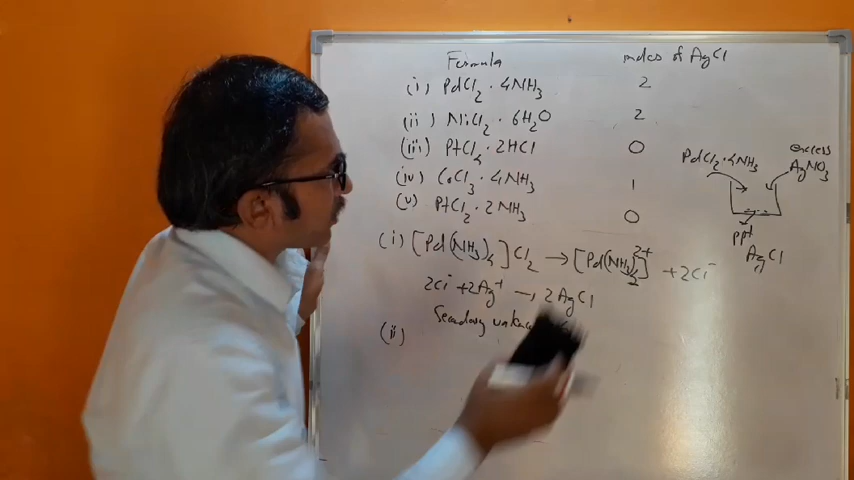 Formula moles of AgCl
(i) PdCl2 · 4NH3 2
(ii) NiCl2 · 6H2O 2
(iii) PtCl4 · 2HCl 0
(iv) CoCl3 · 4NH3 1
(v) PtCl2 · 2NH3 0
PdCl2 · 4NH3
excess
AgNO3
ppt
AgCl
(i) [Pd(NH3)4]Cl2 → [Pd(NH3)]2+ + 2Cl-
2Cl- + 2Ag+ → 2AgCl
Secondary
(ii)